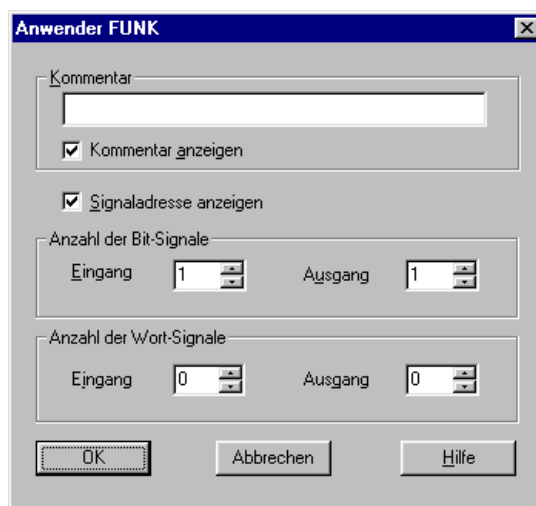 Anwender FUNK
Kommentar
Kommentar anzeigen
Signaladresse anzeigen
Anzahl der Bit-Signale
Eingang 1 Ausgang 1
Anzahl der Wort-Signale
Eingang 0 Ausgang 0
OK Abbrechen Hilfe